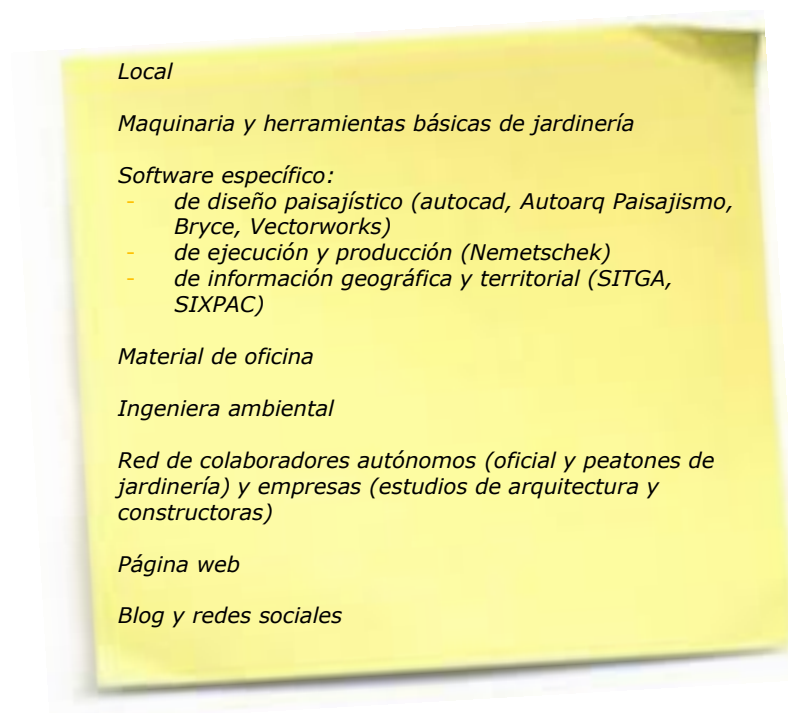 Local
Maquinaria y herramientas básicas de jardinería
Software específico:
- de diseño paisajístico (autocad, Autoarq Paisajismo,
Bryce, Vectorworks)
- de ejecución y producción (Nemetschek)
- de información geográfica y territorial (SITGA,
SIXPAC)
Material de oficina
Ingeniera ambiental
Red de colaboradores autónomos (oficial y peatones de
jardinería) y empresas (estudios de arquitectura y
constructoras)
Página web
Blog y redes sociales